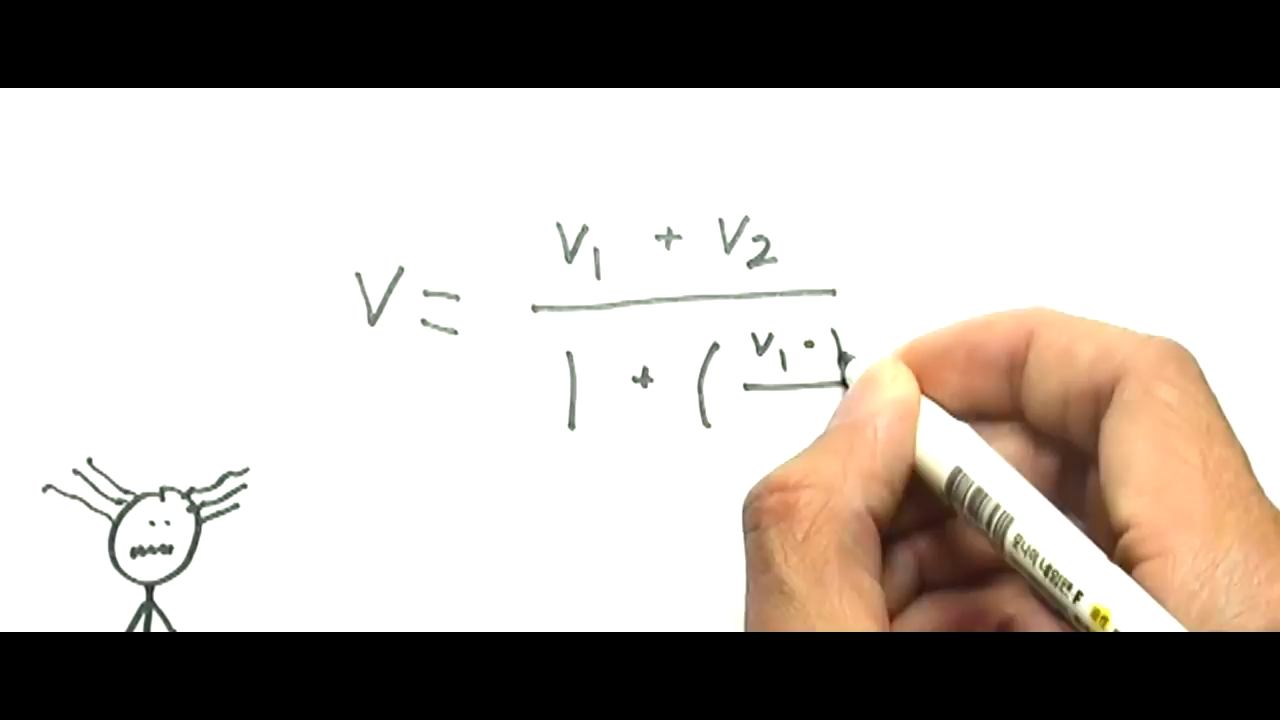 V₁ + V₂
V =
1 + (V₁ ·
F